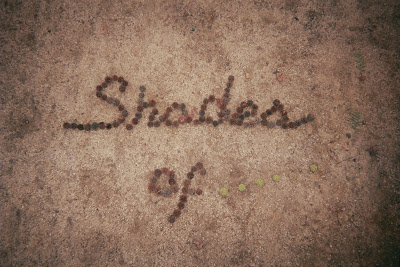 Shades
of .....